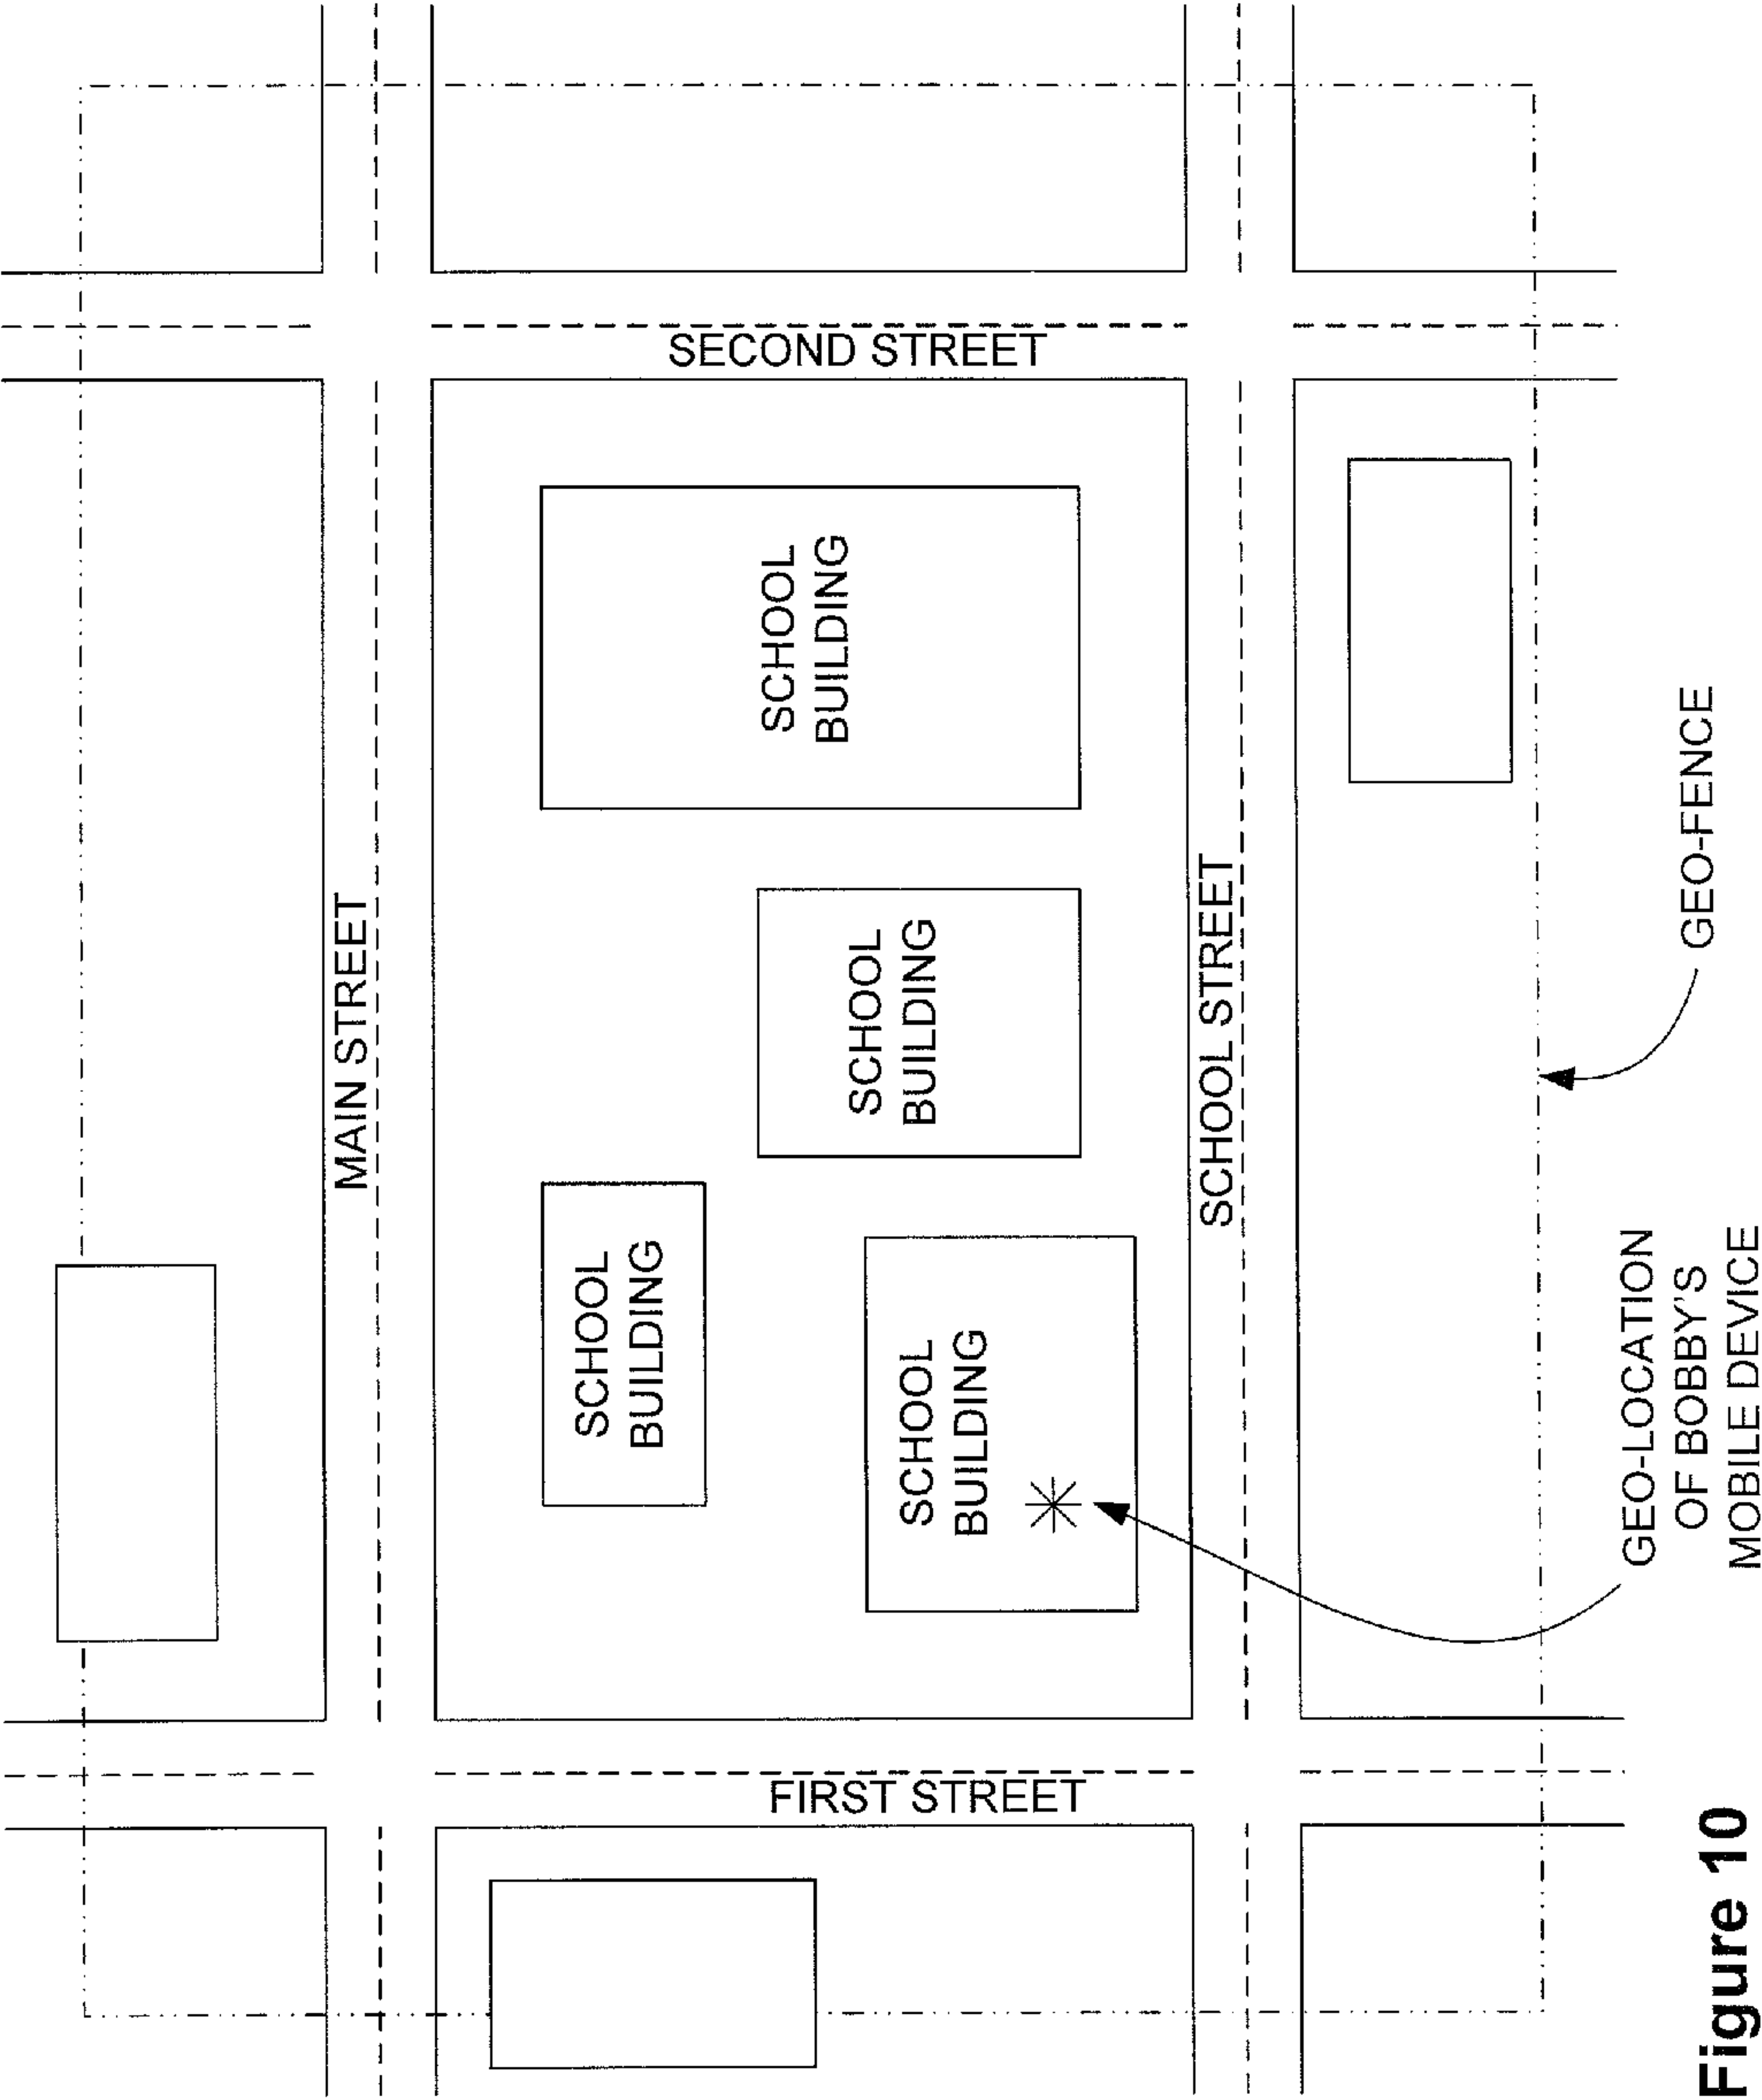 MAIN STREET
SECOND STREET
SCHOOL
BUILDING
SCHOOL
BUILDING
SCHOOL
BUILDING
SCHOOL
BUILDING
SCHOOL STREET
FIRST STREET
GEO-LOCATION
OF BOBBY'S
MOBILE DEVICE
GEO-FENCE
Figure 10